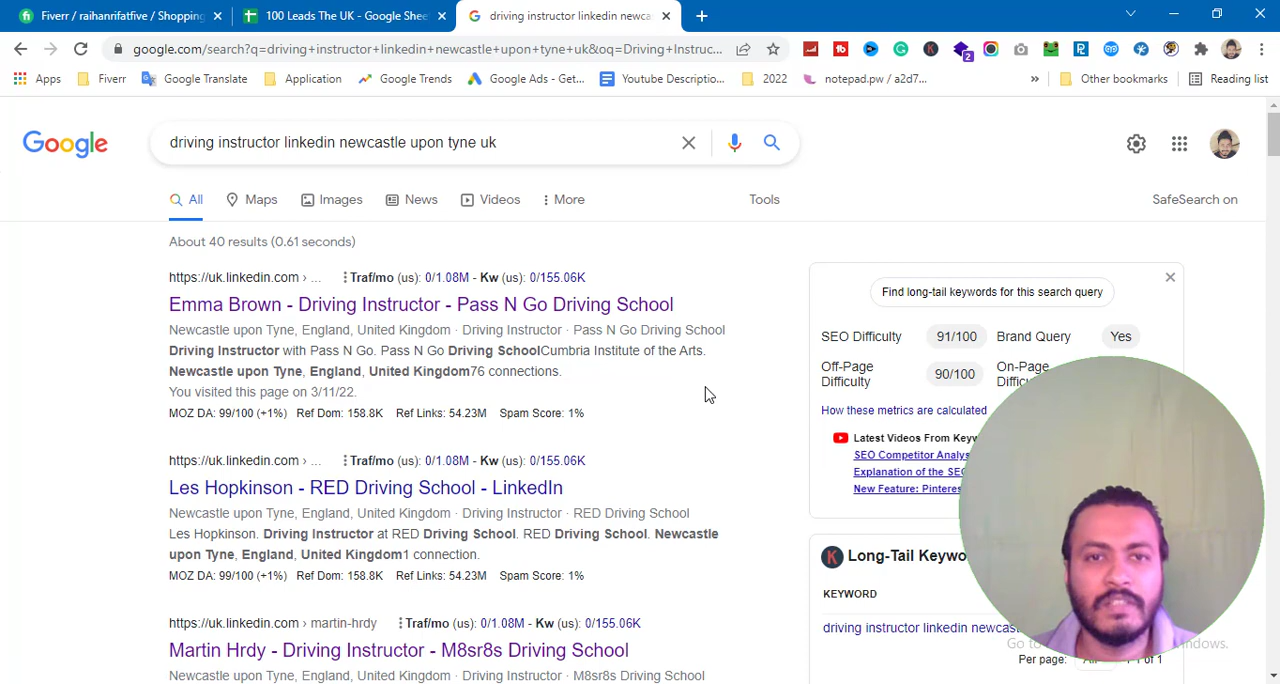 Fiverr / raihanrifatfive / Shopping
100 Leads The UK - Google Shee
driving instructor linkedin newca
google.com/search?q=driving+instructor+linkedin+newcastle+upon+tyne+uk&oq=Driving+Instruc...
Apps
Fiverr
Google Translate
Application
Google Trends
Google Ads - Get...
Youtube Descriptio...
2022
notepad.pw / a2d7...
»
Other bookmarks
Reading list
Google
driving instructor linkedin newcastle upon tyne uk
All
Maps
Images
News
Videos
More
Tools
SafeSearch on
About 40 results (0.61 seconds)
https://uk.linkedin.com › ... Traf/mo (us): 0/1.08M - Kw (us): 0/155.06K
Emma Brown - Driving Instructor - Pass N Go Driving School
Newcastle upon Tyne, England, United Kingdom · Driving Instructor · Pass N Go Driving School
Driving Instructor with Pass N Go. Pass N Go Driving SchoolCumbria Institute of the Arts.
Newcastle upon Tyne, England, United Kingdom76 connections.
You visited this page on 3/11/22.
MOZ DA: 99/100 (+1%) Ref Dom: 158.8K Ref Links: 54.23M Spam Score: 1%
https://uk.linkedin.com › ... Traf/mo (us): 0/1.08M - Kw (us): 0/155.06K
Les Hopkinson - RED Driving School - LinkedIn
Newcastle upon Tyne, England, United Kingdom · Driving Instructor · RED Driving School
Les Hopkinson. Driving Instructor at RED Driving School. RED Driving School. Newcastle
upon Tyne, England, United Kingdom1 connection.
MOZ DA: 99/100 (+1%) Ref Dom: 158.8K Ref Links: 54.23M Spam Score: 1%
https://uk.linkedin.com › martin-hrdy Traf/mo (us): 0/1.08M - Kw (us): 0/155.06K
Martin Hrdy - Driving Instructor - M8sr8s Driving School
Newcastle upon Tyne, England, United Kingdom · Driving Instructor · M8sr8s Driving School
Find long-tail keywords for this search query
SEO Difficulty 91/100 Brand Query Yes
Off-Page Difficulty 90/100 On-Page
How these metrics are calculated
Latest Videos From Keyw
SEO Competitor Analys
Explanation of the SEO
New Feature: Pinteres
Long-Tail Keywo
KEYWORD
driving instructor linkedin newcast
Go to
Windows.
Per page: All 1-1 of 1